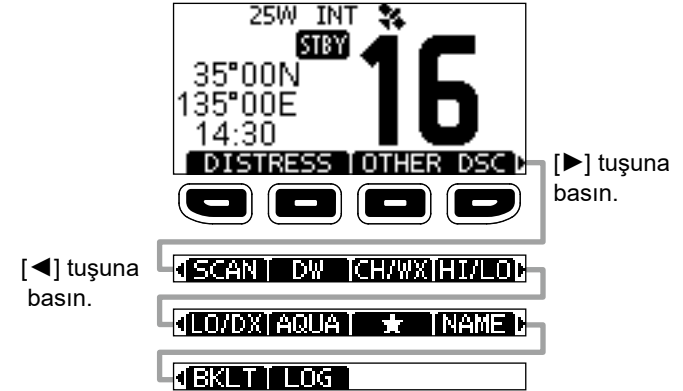 25W INT
STBY
16
35°00N
135°00E
14:30
DISTRESS OTHER DSC
[►] tuşuna
basın.
[◄] tuşuna
basın.
SCAN DW CH/WX HI/LO
LO/DX AQUA ★ NAME
BKLT LOG